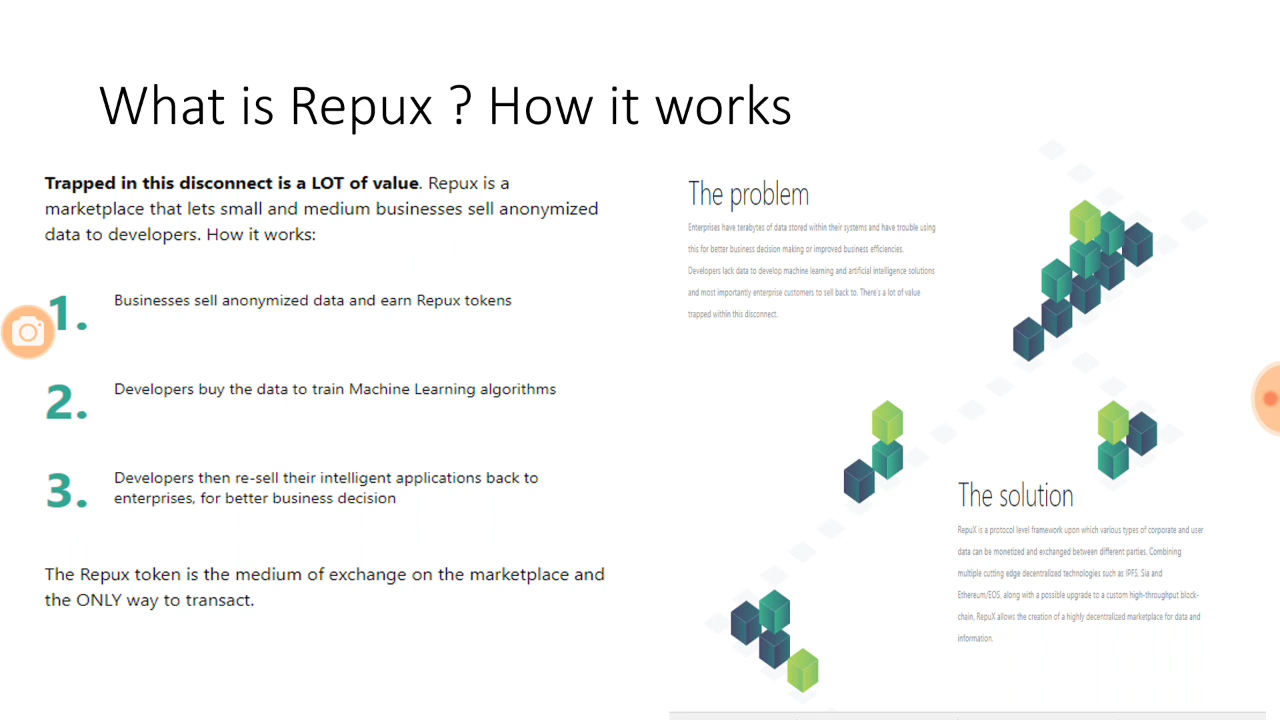 What is Repux ? How it works
Trapped in this disconnect is a LOT of value. Repux is a
marketplace that lets small and medium businesses sell anonymized
data to developers. How it works:
1.
Businesses sell anonymized data and earn Repux tokens
2.
Developers buy the data to train Machine Learning algorithms
3.
Developers then re-sell their intelligent applications back to
enterprises, for better business decision
The Repux token is the medium of exchange on the marketplace and
the ONLY way to transact.
The problem
Enterprises have terabytes of data stored within their systems and have trouble using
this for better business decision making or improved business efficiencies.
Developers lack data to develop machine learning and artificial intelligence solutions
and most importantly enterprise customers to sell back to. There's a lot of value
trapped within this disconnect.
The solution
RepuX is a protocol level framework upon which various types of corporate and user
data can be monetized and exchanged between different parties. Combining
multiple cutting edge decentralized technologies such as IPFS, Sia and
Ethereum/EOS, along with a possible upgrade to a custom high-throughput block-
chain, RepuX allows the creation of a highly decentralized marketplace for data and
information.